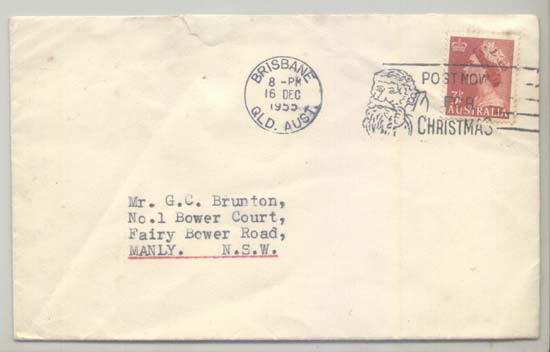 BRISBANE
8 - PM
16 DEC
1955
QLD. AUST.
POST NOW
FOR
CHRISTMAS
AUSTRALIA
Mr. G.C. Brunton,
No.1 Bower Court,
Fairy Bower Road,
MANLY. N.S.W.